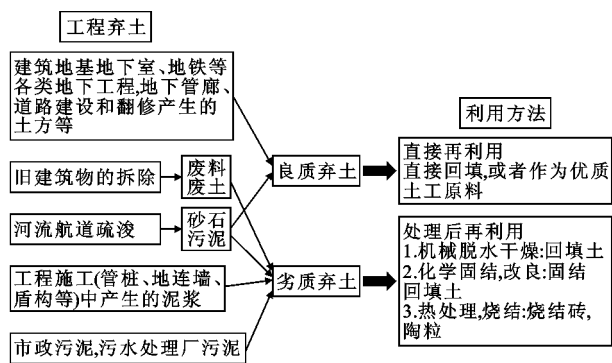 工程弃土
建筑地基地下室、地铁等
各类地下工程,地下管廊、
道路建设和翻修产生的
土方等
旧建筑物的拆除
废料
废土
河流航道疏浚
砂石
污泥
工程施工(管桩、地连墙、
盾构等)中产生的泥浆
市政污泥,污水处理厂污泥
良质弃土
劣质弃土
利用方法
直接再利用
直接回填,或者作为优质
土工原料
处理后再利用
1.机械脱水干燥:回填土
2.化学固结,改良:固结
回填土
3.热处理,烧结:烧结砖,
陶粒